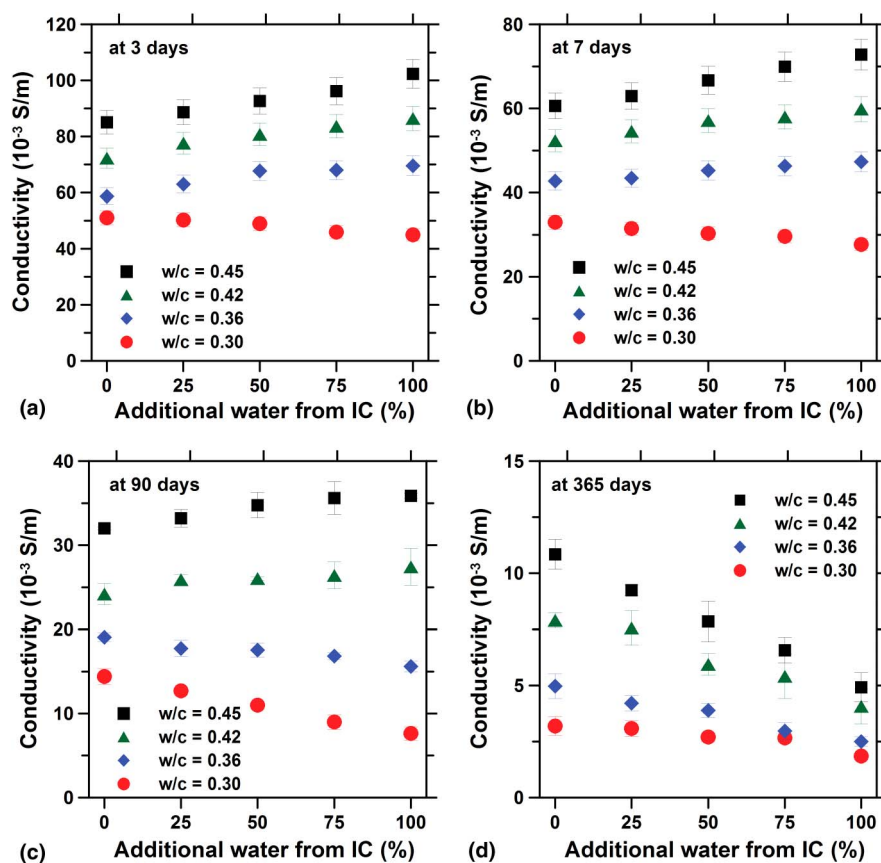 at 3 days
Conductivity (10⁻³ S/m)
120
100
80
60
40
20
0
w/c = 0.45
w/c = 0.42
w/c = 0.36
w/c = 0.30
0 25 50 75 100
Additional water from IC (%)
(a)
at 7 days
Conductivity (10⁻³ S/m)
80
60
40
20
0
w/c = 0.45
w/c = 0.42
w/c = 0.36
w/c = 0.30
0 25 50 75 100
Additional water from IC (%)
(b)
at 90 days
Conductivity (10⁻³ S/m)
40
30
20
10
0
w/c = 0.45
w/c = 0.42
w/c = 0.36
w/c = 0.30
0 25 50 75 100
Additional water from IC (%)
(c)
at 365 days
Conductivity (10⁻³ S/m)
15
10
5
0
w/c = 0.45
w/c = 0.42
w/c = 0.36
w/c = 0.30
0 25 50 75 100
Additional water from IC (%)
(d)